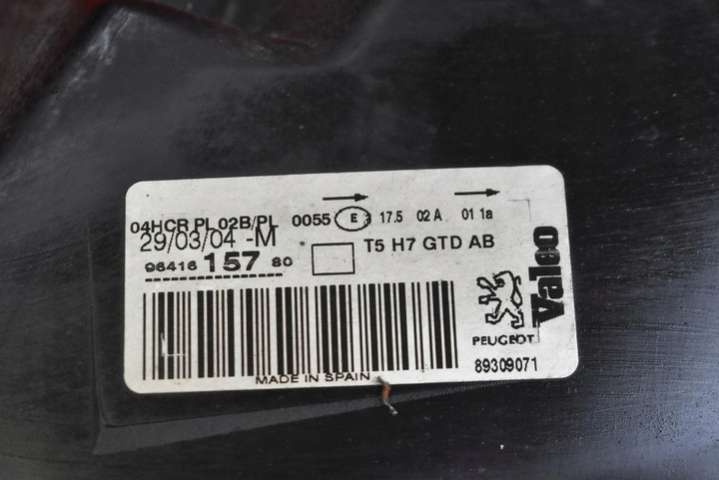 04HCR PL 02B/PL 0055 E 17.5 02 A 01 1a
29/03/04 -M
T5 H7 GTD AB
96416 157 80
Valeo
PEUGEOT
89309071
MADE IN SPAIN